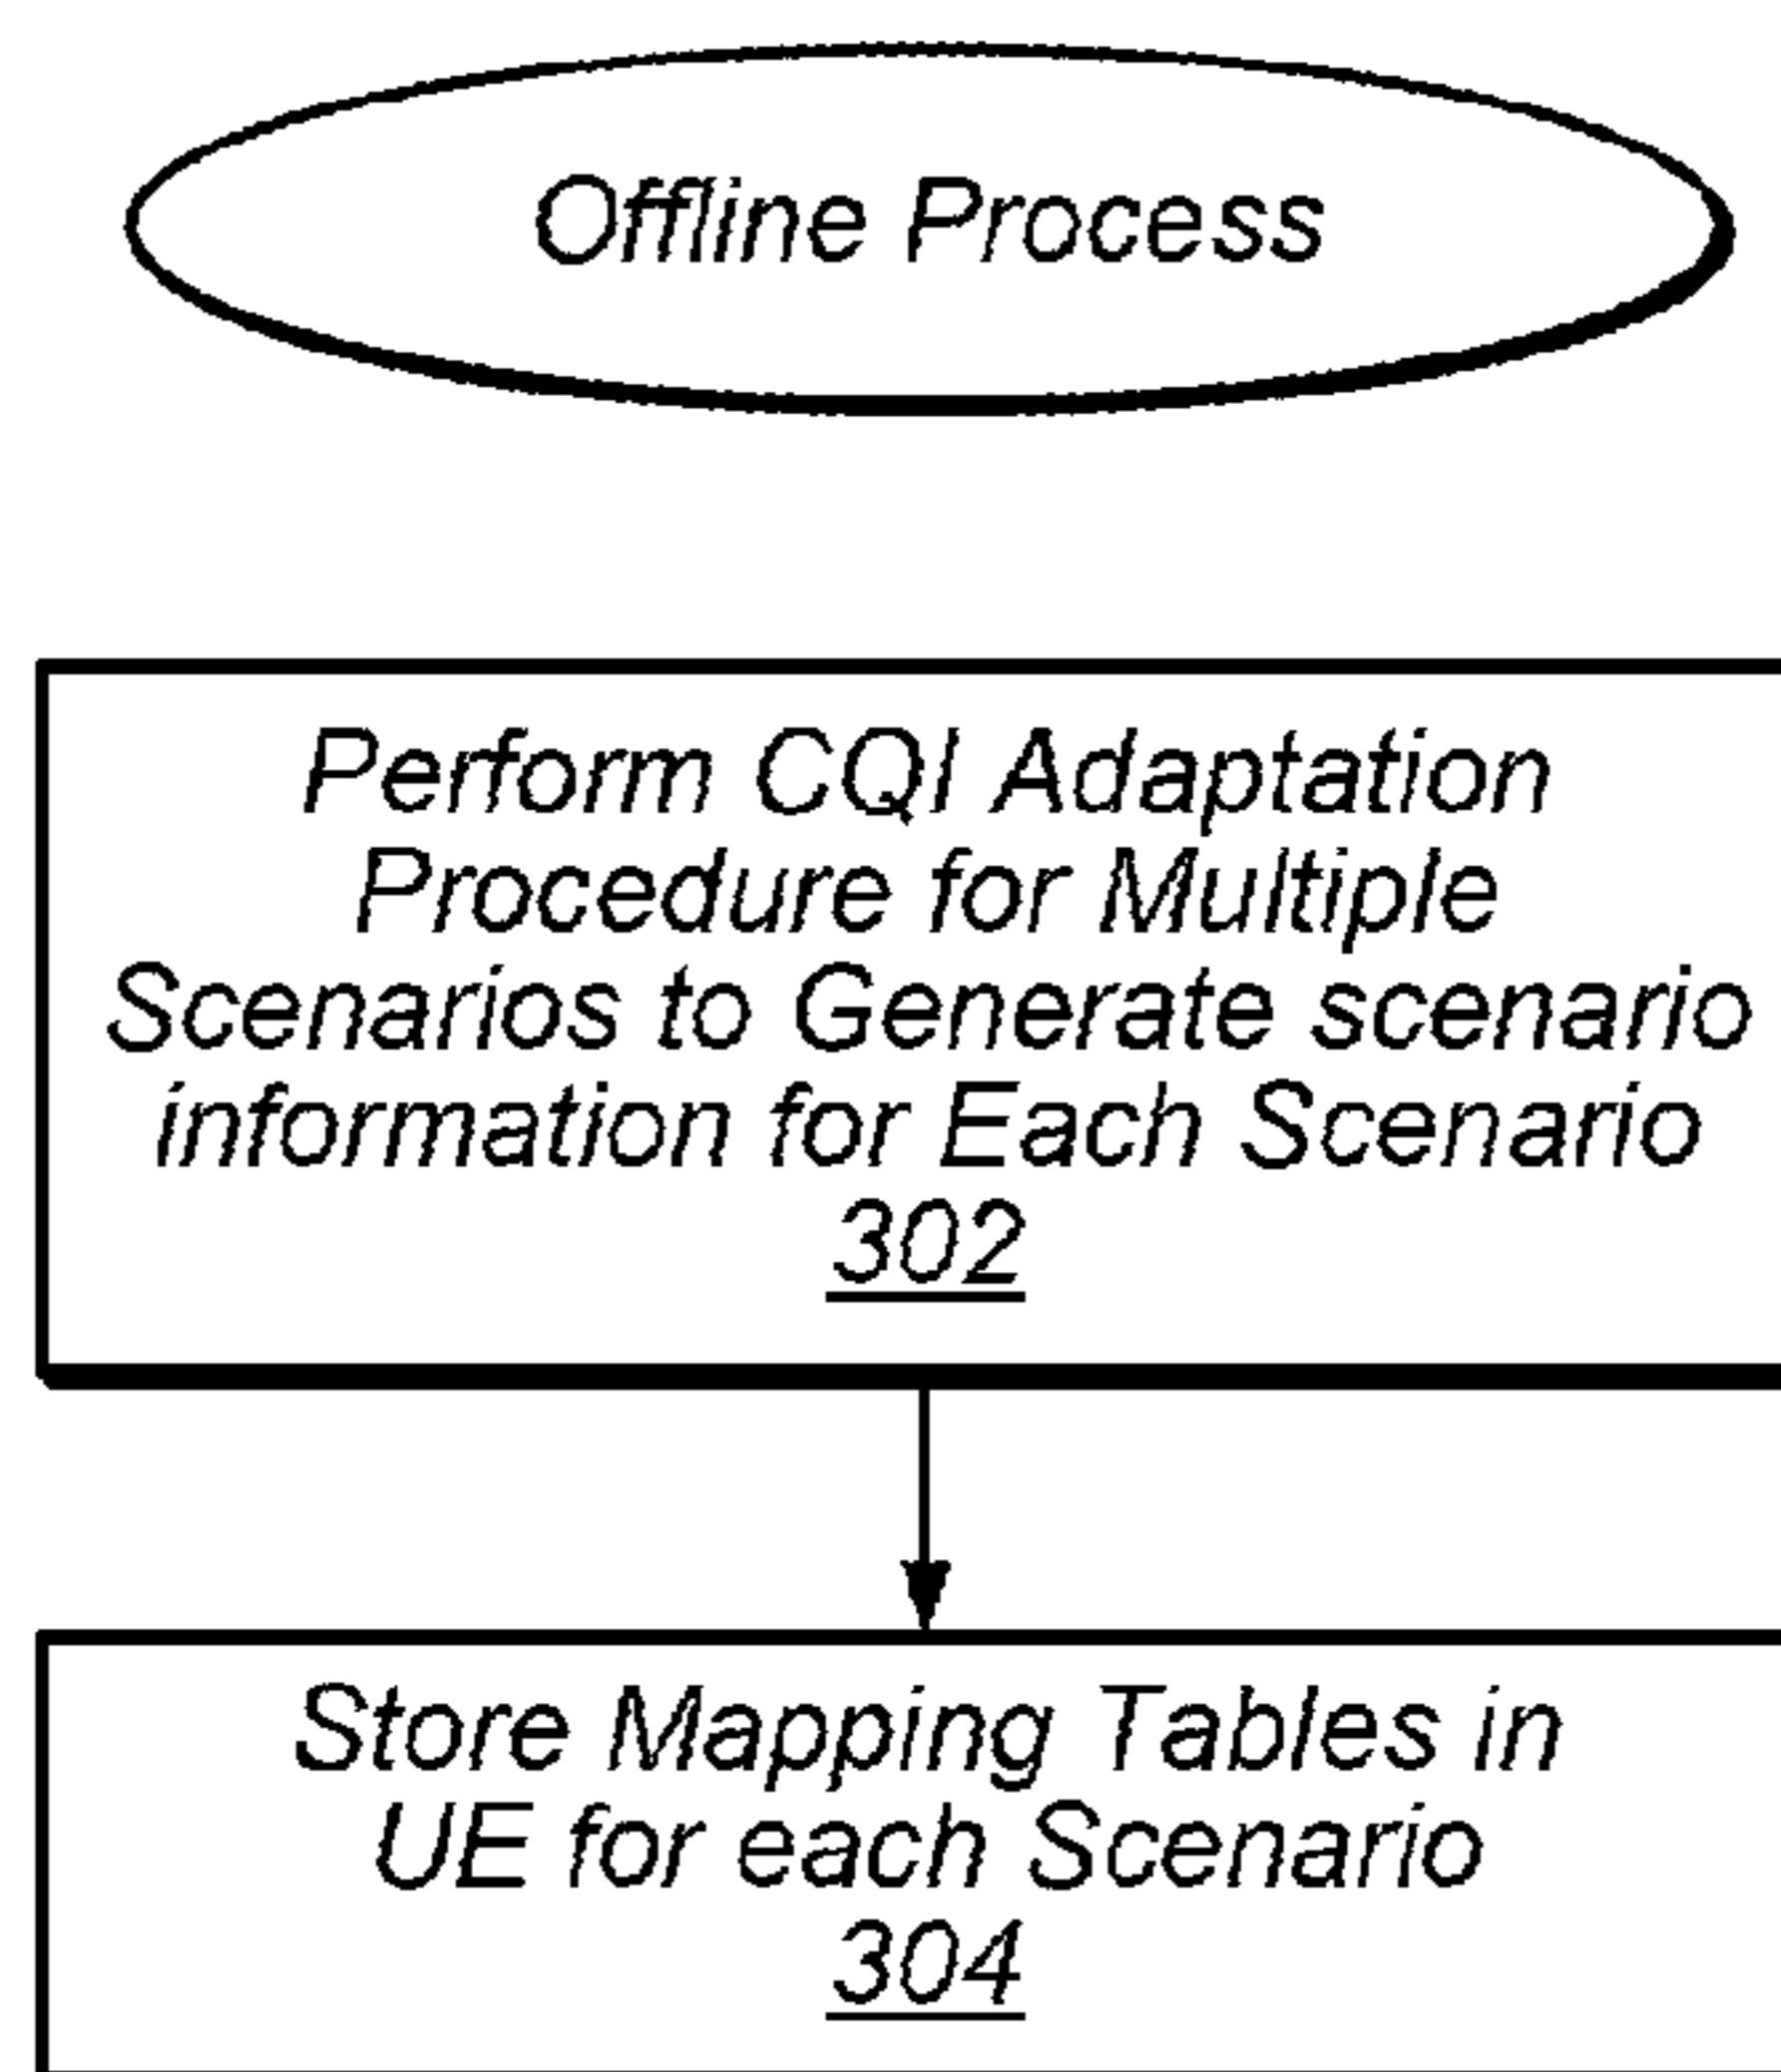 Offline Process
Perform CQI Adaptation
Procedure for Multiple
Scenarios to Generate scenario
information for Each Scenario
302
Store Mapping Tables in
UE for each Scenario
304